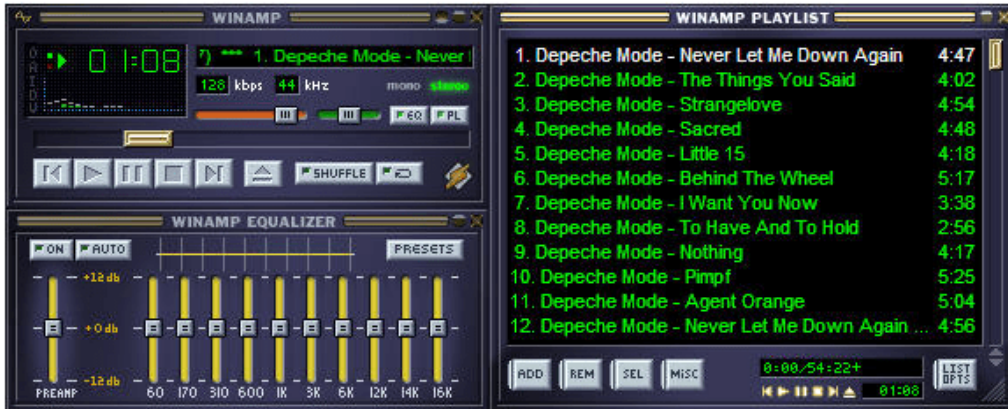 WINAMP
OAIDU
01:08
7) *** 1. Depeche Mode - Never
128 kbps 44 kHz mono stereo
EQ PL
SHUFFLE
WINAMP EQUALIZER
ON AUTO PRESETS
+12db
+0db
-12db
PREAMP 60 170 310 600 1K 3K 6K 12K 14K 16K
WINAMP PLAYLIST
1. Depeche Mode - Never Let Me Down Again 4:47
2. Depeche Mode - The Things You Said 4:02
3. Depeche Mode - Strangelove 4:54
4. Depeche Mode - Sacred 4:48
5. Depeche Mode - Little 15 4:18
6. Depeche Mode - Behind The Wheel 5:17
7. Depeche Mode - I Want You Now 3:38
8. Depeche Mode - To Have And To Hold 2:56
9. Depeche Mode - Nothing 4:17
10. Depeche Mode - Pimpf 5:25
11. Depeche Mode - Agent Orange 5:04
12. Depeche Mode - Never Let Me Down Again ... 4:56
ADD REM SEL MISC
0:00/54:22+
01:08
LIST OPTS